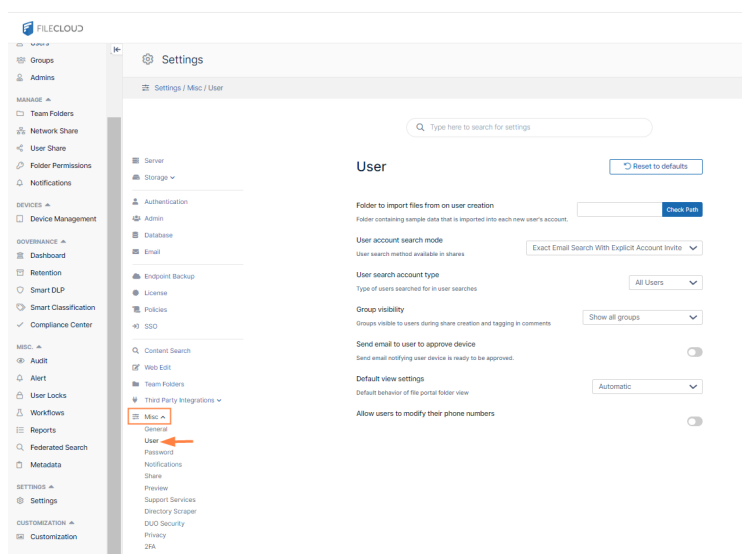 FILECLOUD
Users
Groups
Admins
MANAGE
Team Folders
Network Share
User Share
Folder Permissions
Notifications
DEVICES
Device Management
GOVERNANCE
Dashboard
Retention
Smart DLP
Smart Classification
Compliance Center
MISC.
Audit
Alert
User Locks
Workflows
Reports
Federated Search
Metadata
SETTINGS
Settings
CUSTOMIZATION
Customization
Settings
Settings / Misc / User
Type here to search for settings
Server
Storage
Authentication
Admin
Database
Email
Endpoint Backup
License
Policies
SSO
Content Search
Web Edit
Team Folders
Third Party Integrations
Misc
General
User
Password
Notifications
Share
Preview
Support Services
Directory Scraper
DUO Security
Privacy
2FA
User
Reset to defaults
Folder to import files from on user creation
Check Path
Folder containing sample data that is imported into each new user's account.
User account search mode
Exact Email Search With Explicit Account Invite
User search method available in shares
User search account type
All Users
Type of users searched for in user searches
Group visibility
Show all groups
Groups visible to users during share creation and tagging in comments
Send email to user to approve device
Send email notifying user device is ready to be approved.
Default view settings
Automatic
Default behavior of file portal folder view
Allow users to modify their phone numbers